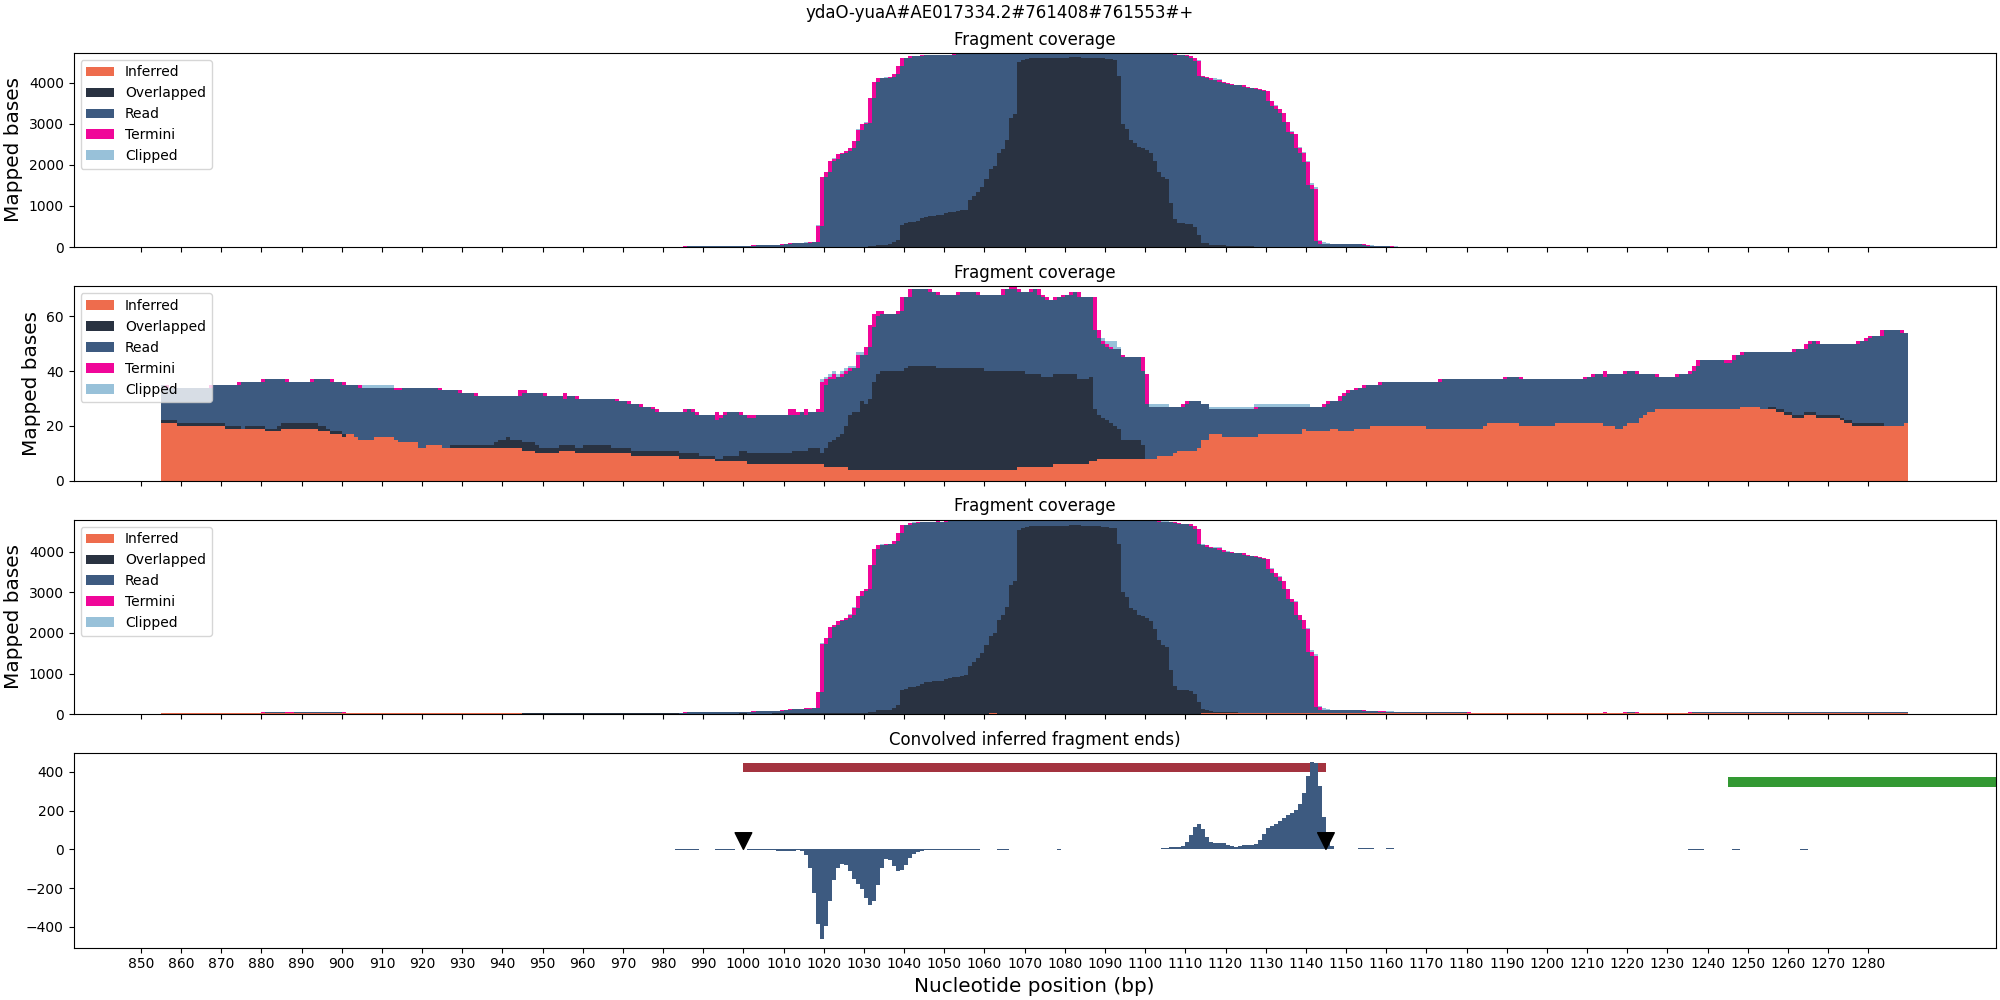 ydaO-yuaA#AE017334.2#761408#761553#+
Fragment coverage
Mapped bases
4000
3000
2000
1000
0
Inferred
Overlapped
Read
Termini
Clipped
Fragment coverage
Mapped bases
60
40
20
0
Inferred
Overlapped
Read
Termini
Clipped
Fragment coverage
Mapped bases
4000
3000
2000
1000
0
Inferred
Overlapped
Read
Termini
Clipped
Convolved inferred fragment ends)
400
200
0
−200
−400
850 860 870 880 890 900 910 920 930 940 950 960 970 980 990 1000 1010 1020 1030 1040 1050 1060 1070 1080 1090 1100 1110 1120 1130 1140 1150 1160 1170 1180 1190 1200 1210 1220 1230 1240 1250 1260 1270 1280
Nucleotide position (bp)